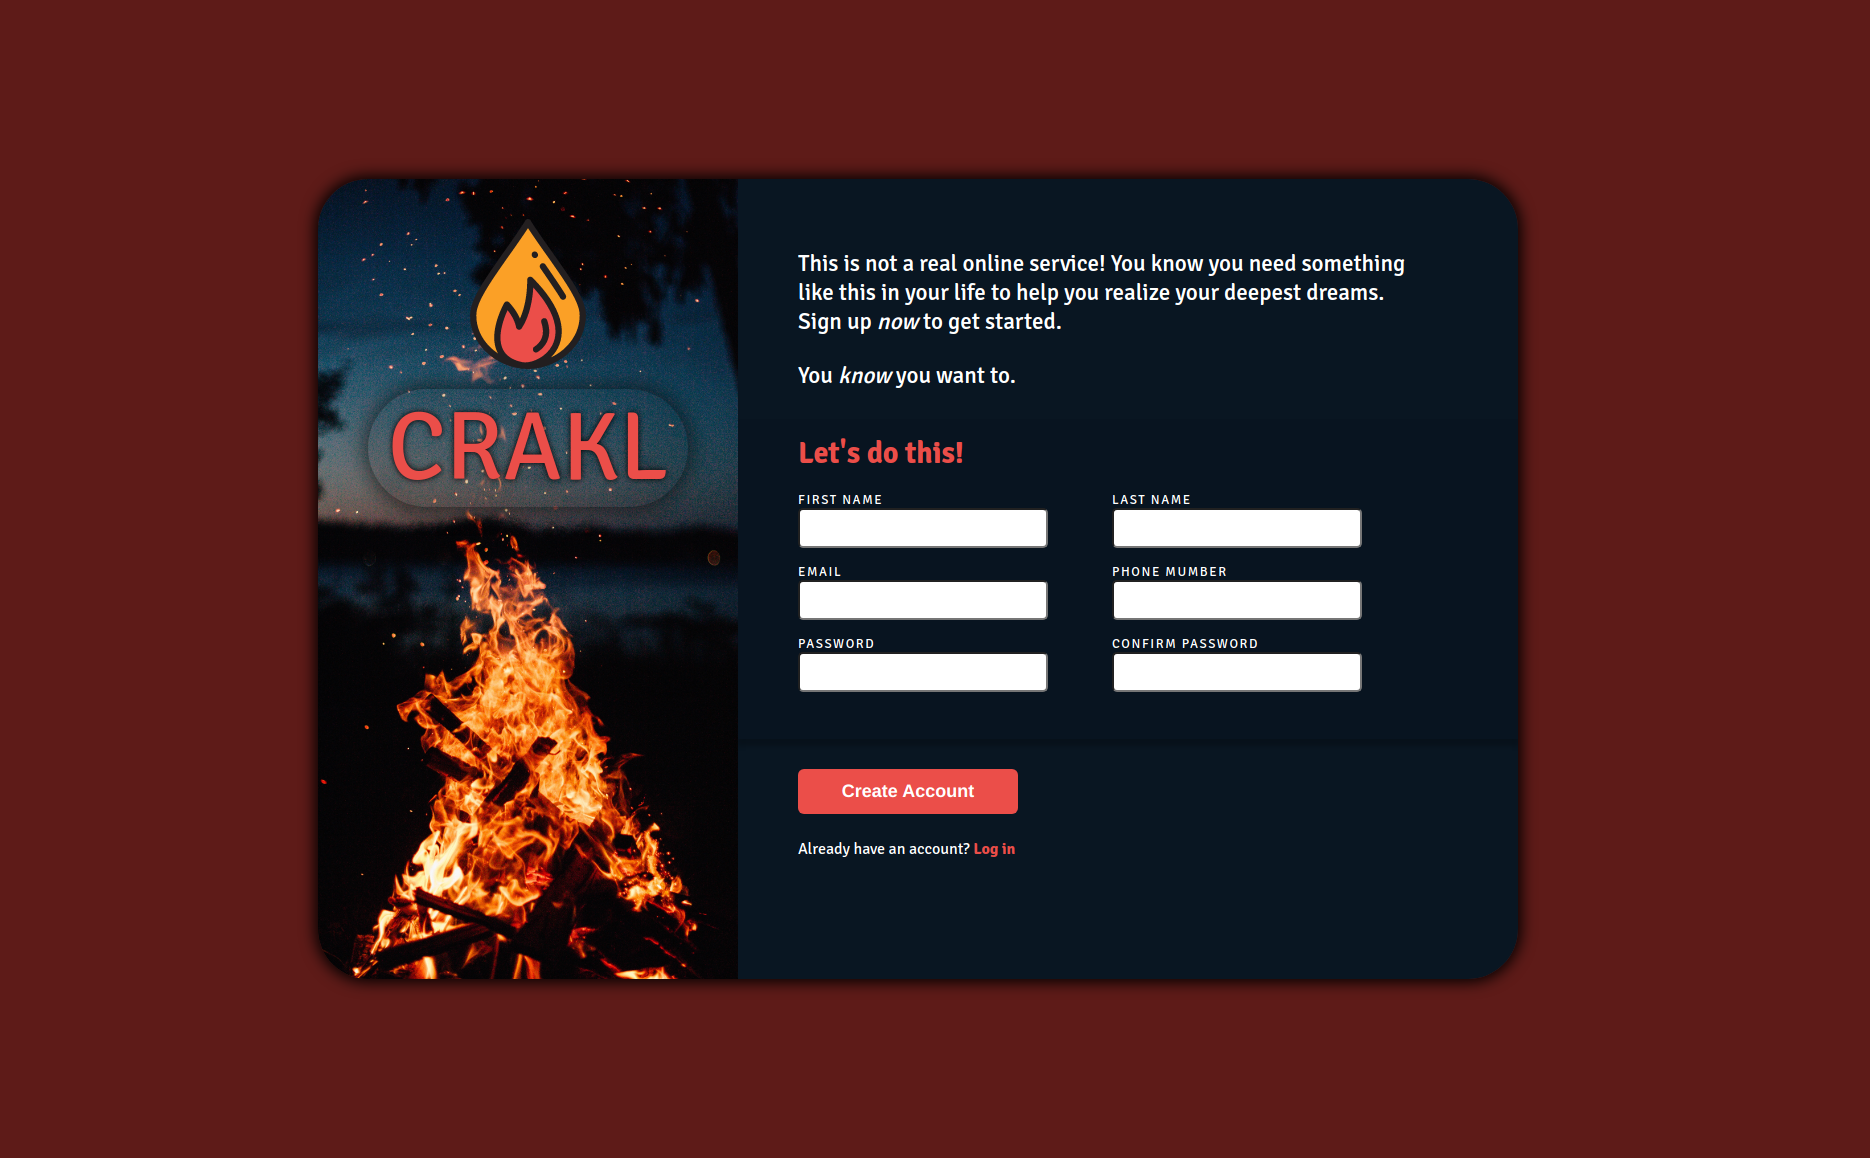 CRAKL
This is not a real online service! You know you need something
like this in your life to help you realize your deepest dreams.
Sign up now to get started.
You know you want to.
Let's do this!
FIRST NAME
LAST NAME
EMAIL
PHONE MUMBER
PASSWORD
CONFIRM PASSWORD
Create Account
Already have an account? Log in